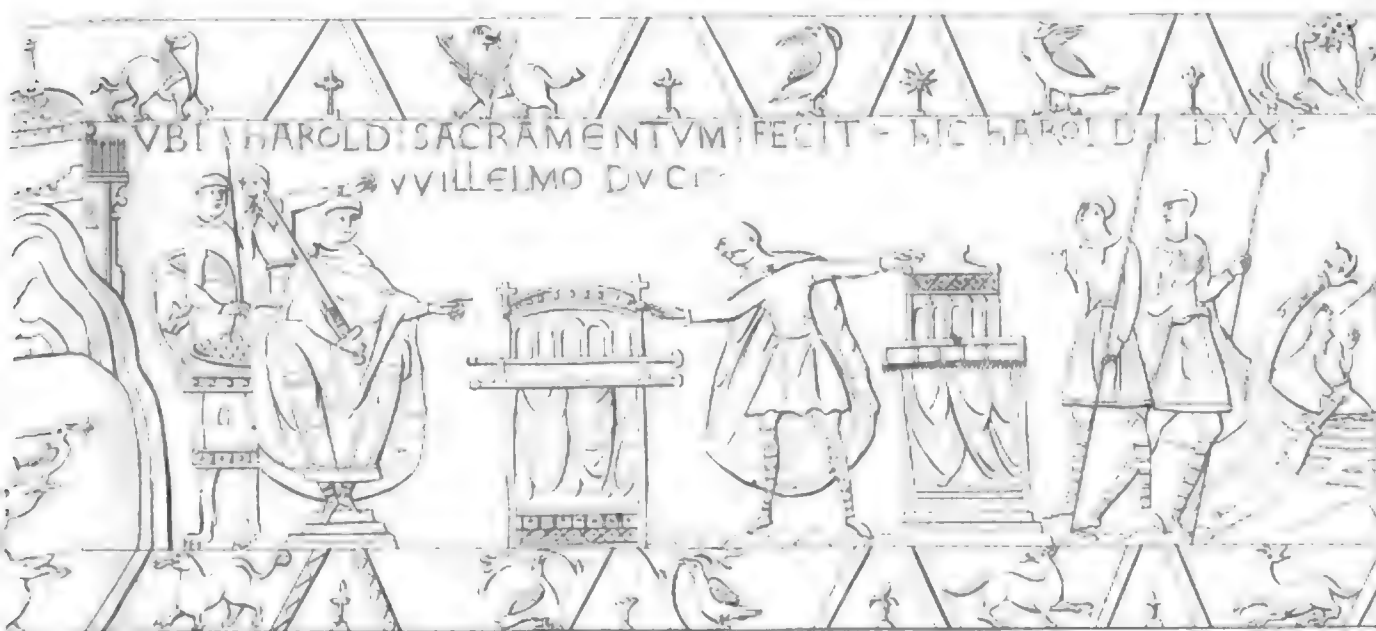 VBI hAROLD : SACRAMENTVM : FECIT - hIC hAROLD : DVX :
VVILLELMO DVCI :-